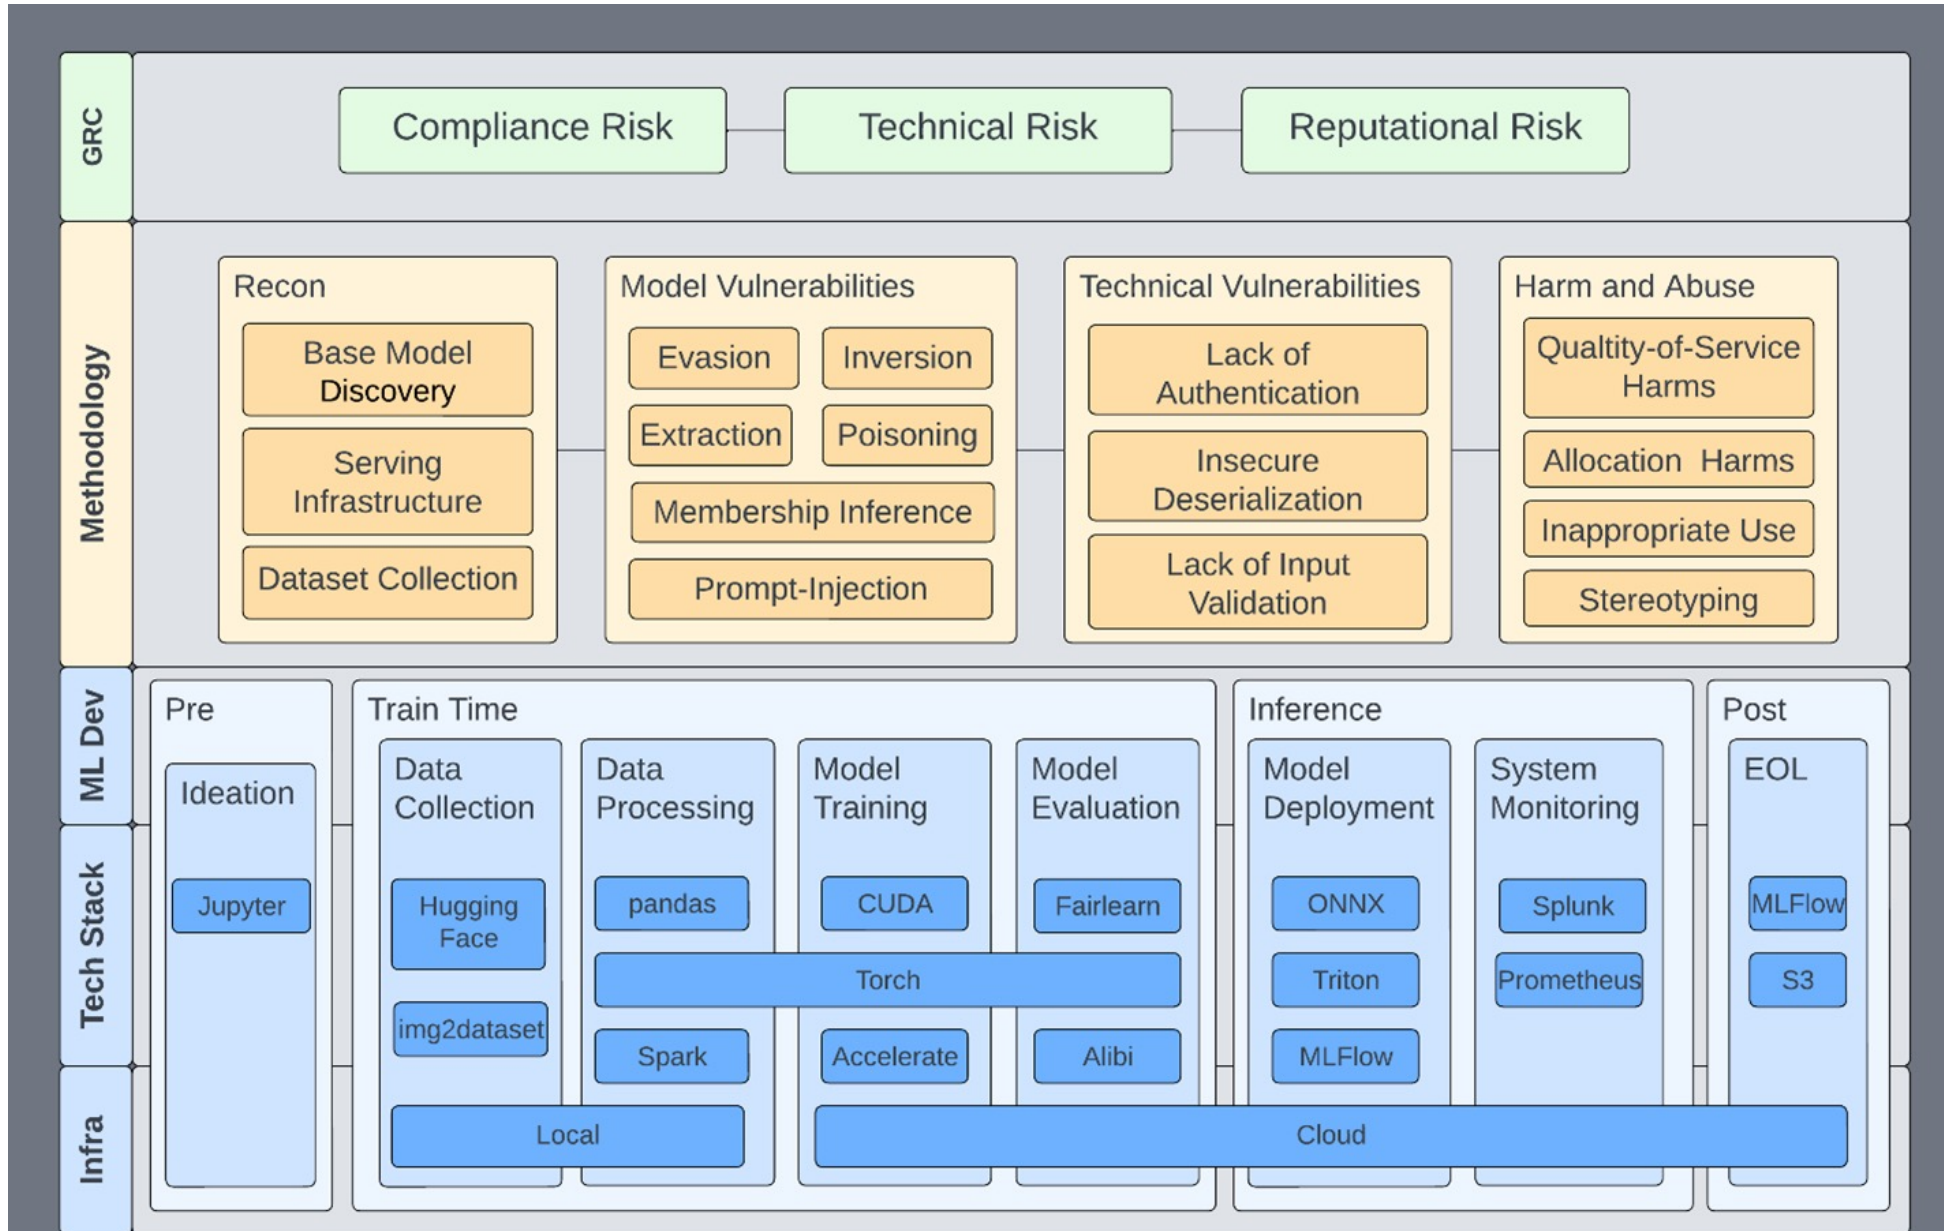 GRC
Compliance Risk
Technical Risk
Reputational Risk
Methodology
Recon
Base Model
Discovery
Serving
Infrastructure
Dataset Collection
Model Vulnerabilities
Evasion
Inversion
Extraction
Poisoning
Membership Inference
Prompt-Injection
Technical Vulnerabilities
Lack of
Authentication
Insecure
Deserialization
Lack of Input
Validation
Harm and Abuse
Qualtity-of-Service
Harms
Allocation Harms
Inappropriate Use
Stereotyping
ML Dev
Tech Stack
Infra
Pre
Ideation
Jupyter
Train Time
Data
Collection
Hugging
Face
img2dataset
Data
Processing
pandas
Spark
Model
Training
CUDA
Torch
Accelerate
Model
Evaluation
Fairlearn
Alibi
Local
Inference
Model
Deployment
ONNX
Triton
MLFlow
System
Monitoring
Splunk
Prometheus
Post
EOL
MLFlow
S3
Cloud